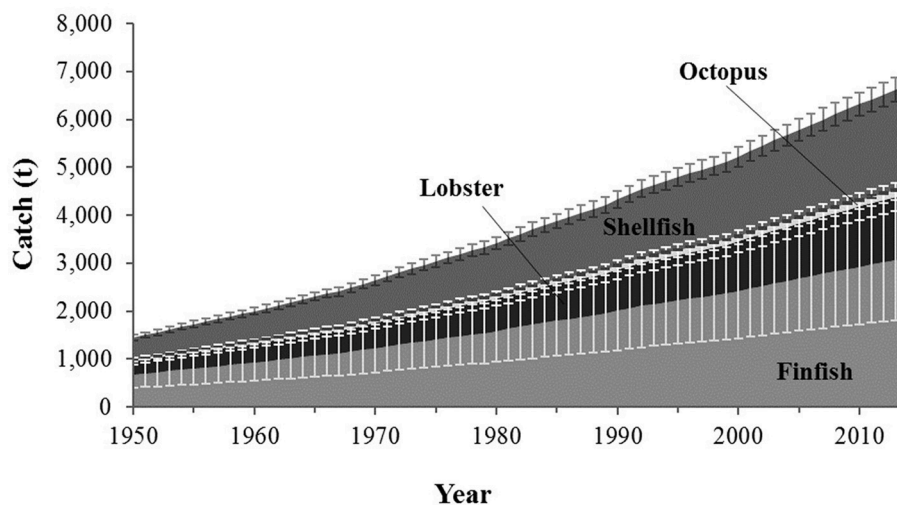 8,000
7,000
6,000
5,000
4,000
3,000
2,000
1,000
0
Catch (t)
Octopus
Lobster
Shellfish
Finfish
1950 1960 1970 1980 1990 2000 2010
Year